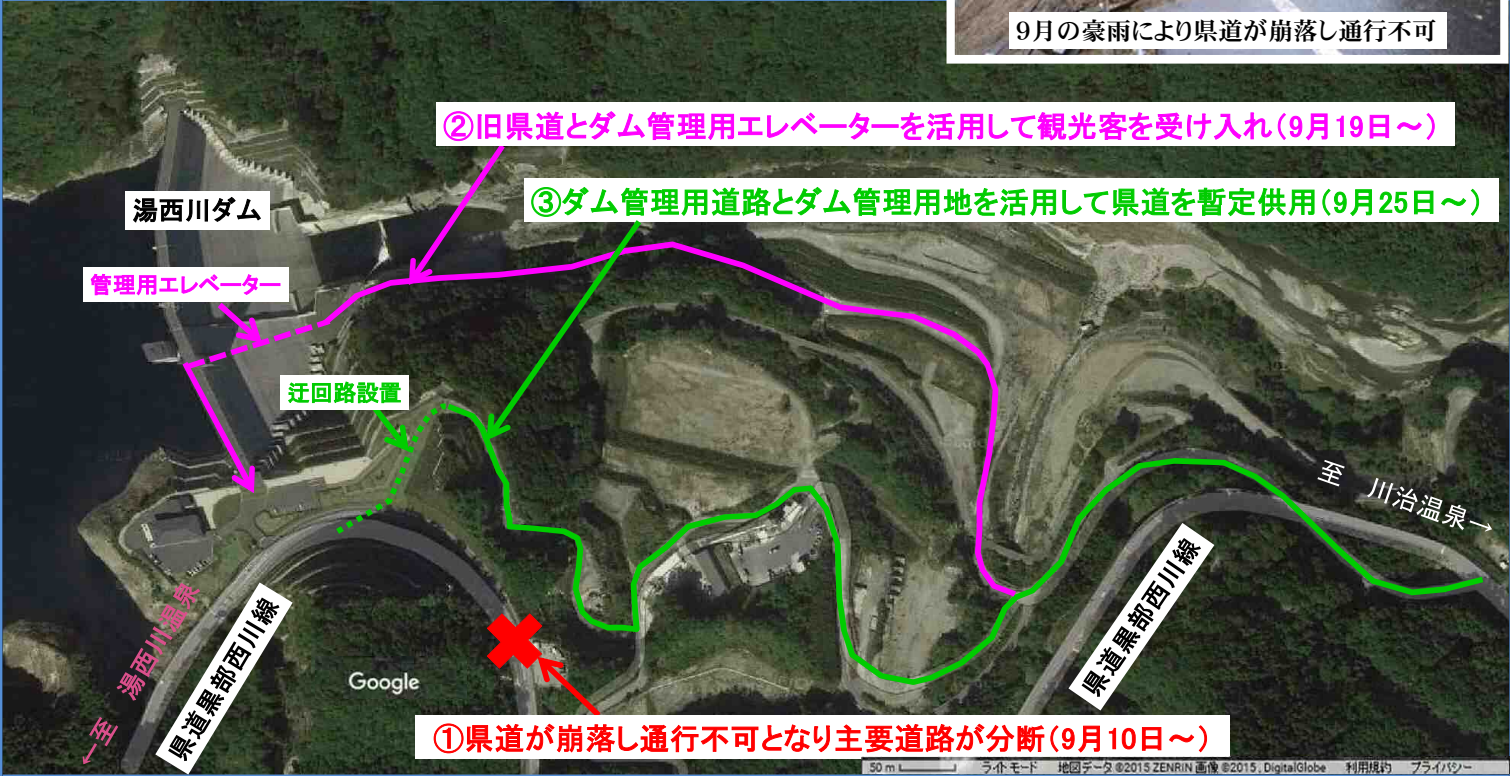 9月の豪雨により県道が崩落し通行不可
②旧県道とダム管理用エレベーターを活用して観光客を受け入れ(9月19日~)
③ダム管理用道路とダム管理用地を活用して県道を暫定供用(9月25日~)
湯西川ダム
管理用エレベーター
迂回路設置
至 川治温泉→
県道黒部西川線
県道黒部西川線
←至 湯西川温泉
Google
①県道が崩落し通行不可となり主要道路が分断(9月10日~)
50 m ライト モード 地図データ ©2015 ZENRIN 画像 ©2015 , DigitalGlobe 利用規約 プライバシー